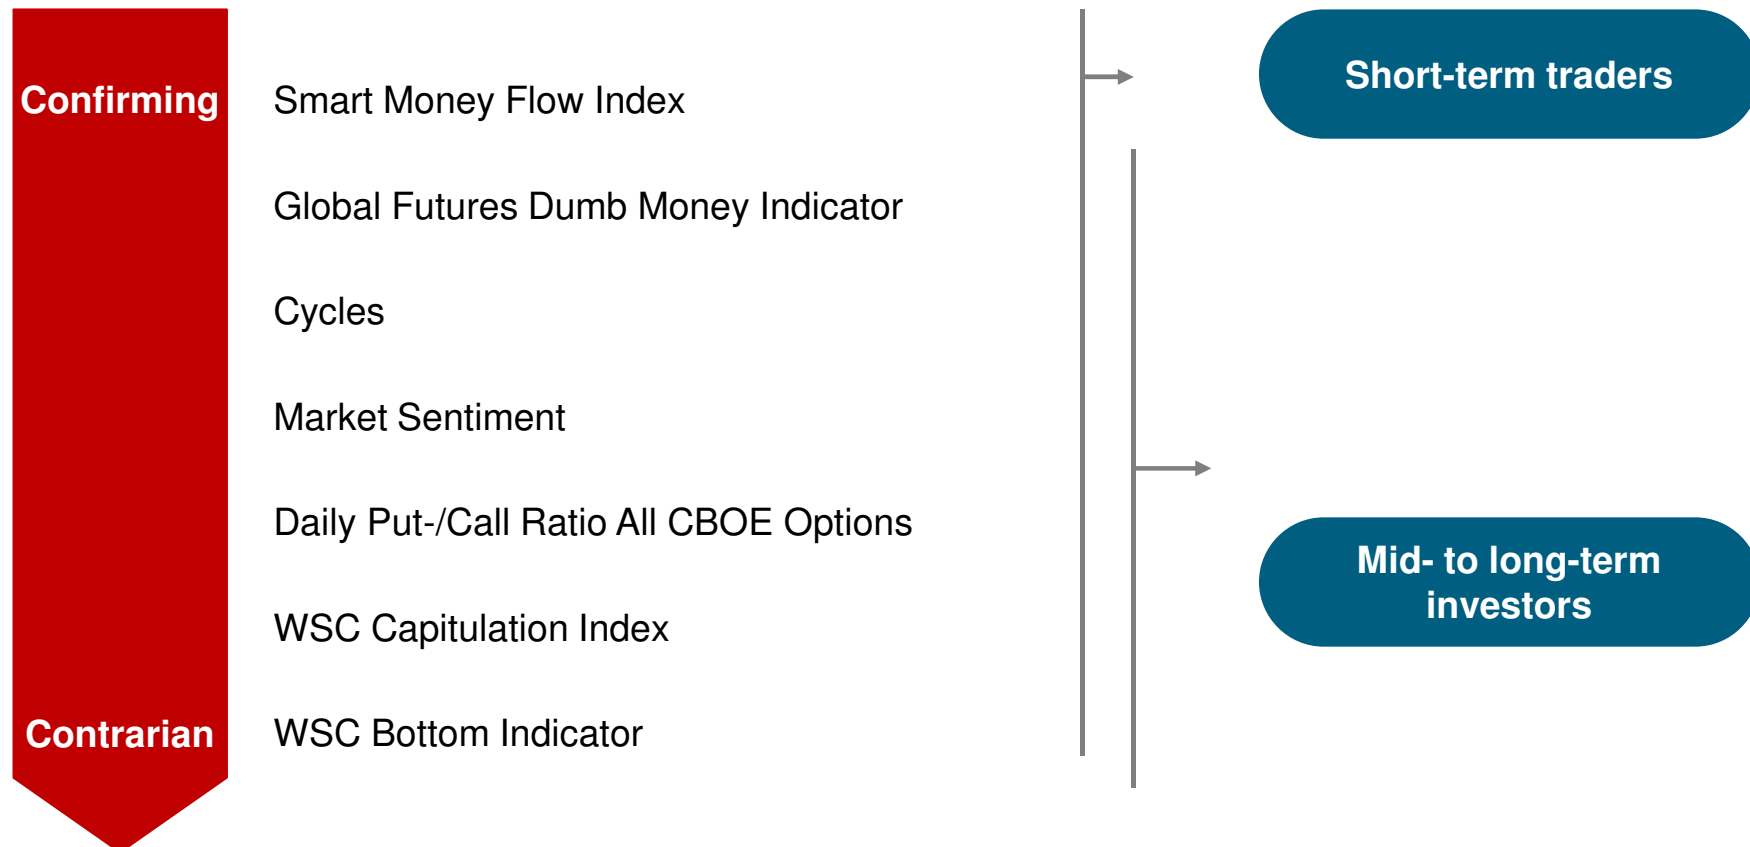 Confirming
Smart Money Flow Index
Short-term traders
Global Futures Dumb Money Indicator
Cycles
Market Sentiment
Daily Put-/Call Ratio All CBOE Options
Mid- to long-term
investors
WSC Capitulation Index
Contrarian
WSC Bottom Indicator